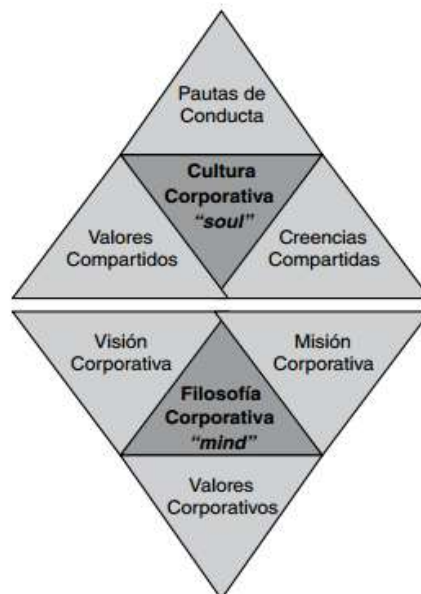 Pautas de
Conducta
Cultura
Corporativa
“soul”
Valores
Compartidos
Creencias
Compartidas
Visión
Corporativa
Misión
Corporativa
Filosofía
Corporativa
“mind”
Valores
Corporativos